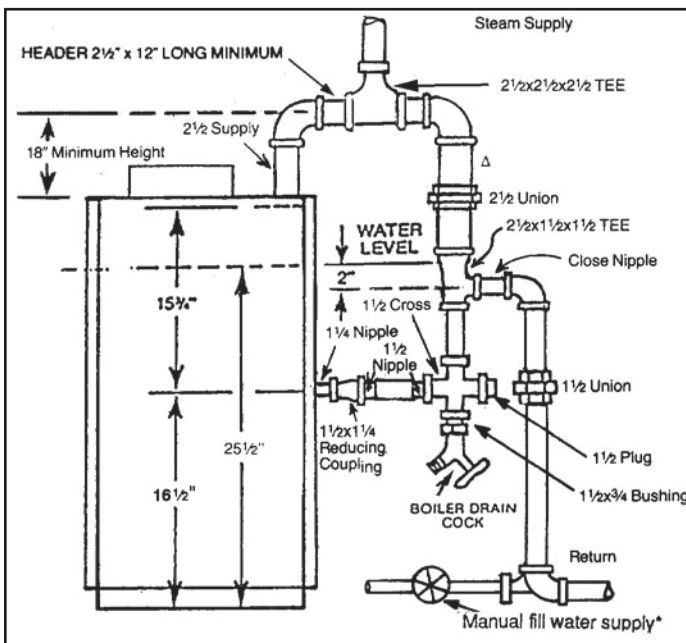 Steam Supply
HEADER 2½" x 12" LONG MINIMUM
2½x2½x2½ TEE
2½ Supply
18" Minimum Height
Δ
2½ Union
WATER
LEVEL
2½x1½x1½ TEE
Close Nipple
2"
15¾"
1½ Cross
1¼ Nipple
1½
Nipple
1½ Union
25½"
1½x1¼
Reducing
Coupling
1½ Plug
16½"
1½x¾ Bushing
BOILER DRAIN
COCK
Return
Manual fill water supply*